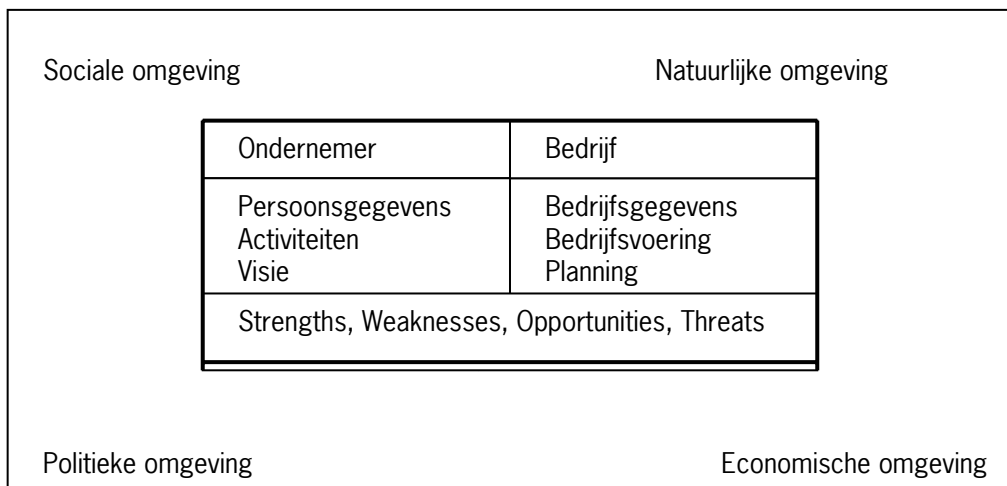 Sociale omgeving
Natuurlijke omgeving
Ondernemer
Bedrijf
Persoonsgegevens
Activiteiten
Visie
Bedrijfsgegevens
Bedrijfsvoering
Planning
Strengths, Weaknesses, Opportunities, Threats
Politieke omgeving
Economische omgeving